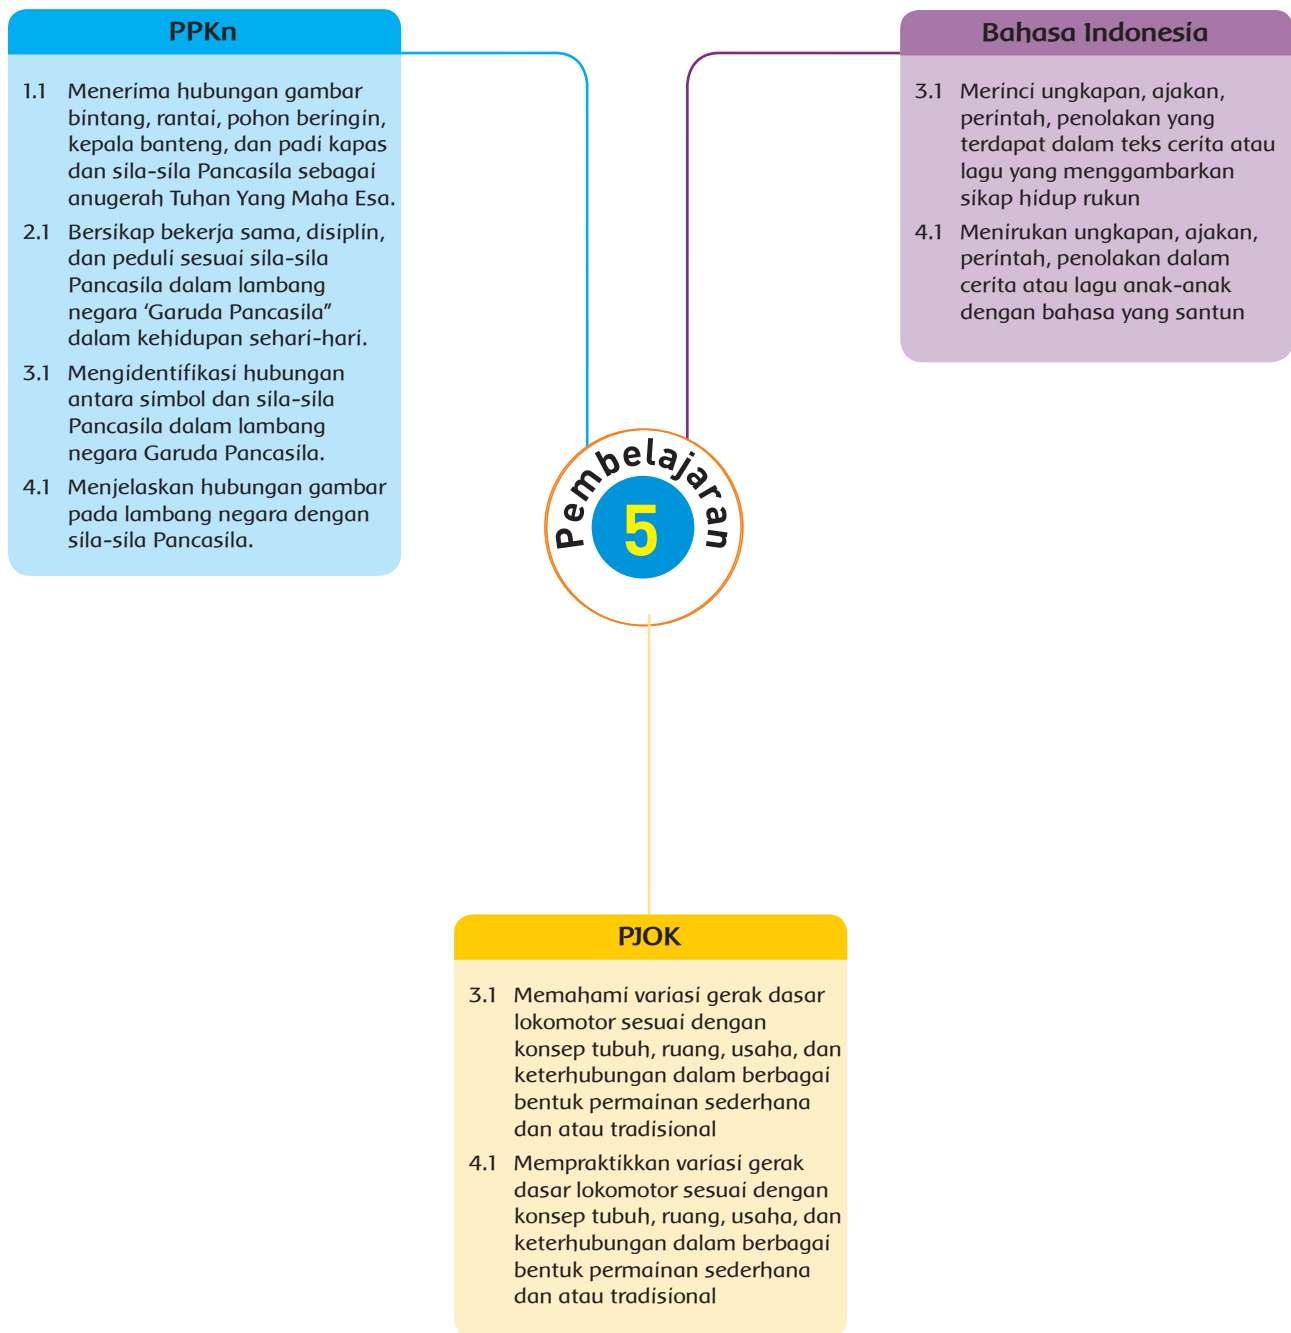 PPKn
1.1 Menerima hubungan gambar
bintang, rantai, pohon beringin,
kepala banteng, dan padi kapas
dan sila-sila Pancasila sebagai
anugerah Tuhan Yang Maha Esa.
2.1 Bersikap bekerja sama, disiplin,
dan peduli sesuai sila-sila
Pancasila dalam lambang
negara ‘Garuda Pancasila”
dalam kehidupan sehari-hari.
3.1 Mengidentifikasi hubungan
antara simbol dan sila-sila
Pancasila dalam lambang
negara Garuda Pancasila.
4.1 Menjelaskan hubungan gambar
pada lambang negara dengan
sila-sila Pancasila.
Bahasa Indonesia
3.1 Merinci ungkapan, ajakan,
perintah, penolakan yang
terdapat dalam teks cerita atau
lagu yang menggambarkan
sikap hidup rukun
4.1 Menirukan ungkapan, ajakan,
perintah, penolakan dalam
cerita atau lagu anak-anak
dengan bahasa yang santun
Pembelajaran
5
PJOK
3.1 Memahami variasi gerak dasar
lokomotor sesuai dengan
konsep tubuh, ruang, usaha, dan
keterhubungan dalam berbagai
bentuk permainan sederhana
dan atau tradisional
4.1 Mempraktikkan variasi gerak
dasar lokomotor sesuai dengan
konsep tubuh, ruang, usaha, dan
keterhubungan dalam berbagai
bentuk permainan sederhana
dan atau tradisional